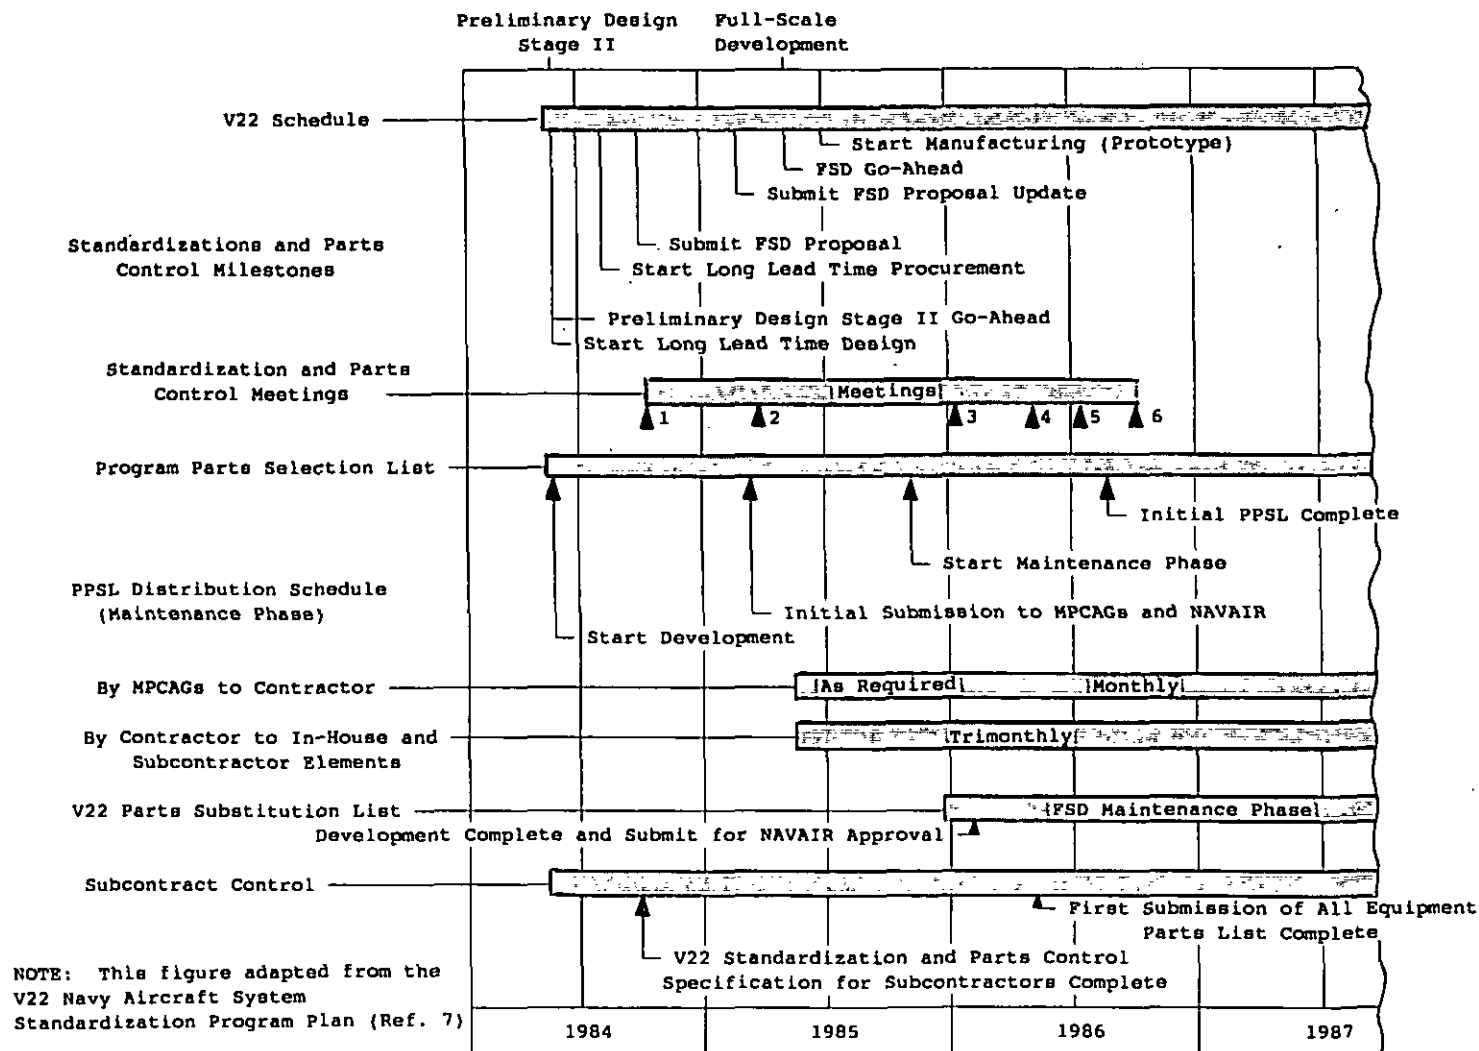 Preliminary Design Stage II
Full-Scale Development
V22 Schedule
Start Manufacturing (Prototype)
FSD Go-Ahead
Submit FSD Proposal Update
Standardizations and Parts
Control Milestones
Submit FSD Proposal
Start Long Lead Time Procurement
Preliminary Design Stage II Go-Ahead
Start Long Lead Time Design
Standardization and Parts
Control Meetings
Meetings
1 2 3 4 5 6
Program Parts Selection List
Initial PPSL Complete
Start Maintenance Phase
PPSL Distribution Schedule
(Maintenance Phase)
Initial Submission to MPCAGs and NAVAIR
Start Development
By MPCAGs to Contractor
As Required
Monthly
By Contractor to In-House and
Subcontractor Elements
Trimonthly
V22 Parts Substitution List
FSD Maintenance Phase
Development Complete and Submit for NAVAIR Approval
Subcontract Control
First Submission of All Equipment
Parts List Complete
V22 Standardization and Parts Control
Specification for Subcontractors Complete
NOTE: This figure adapted from the
V22 Navy Aircraft System
Standardization Program Plan (Ref. 7)
1984 1985 1986 1987